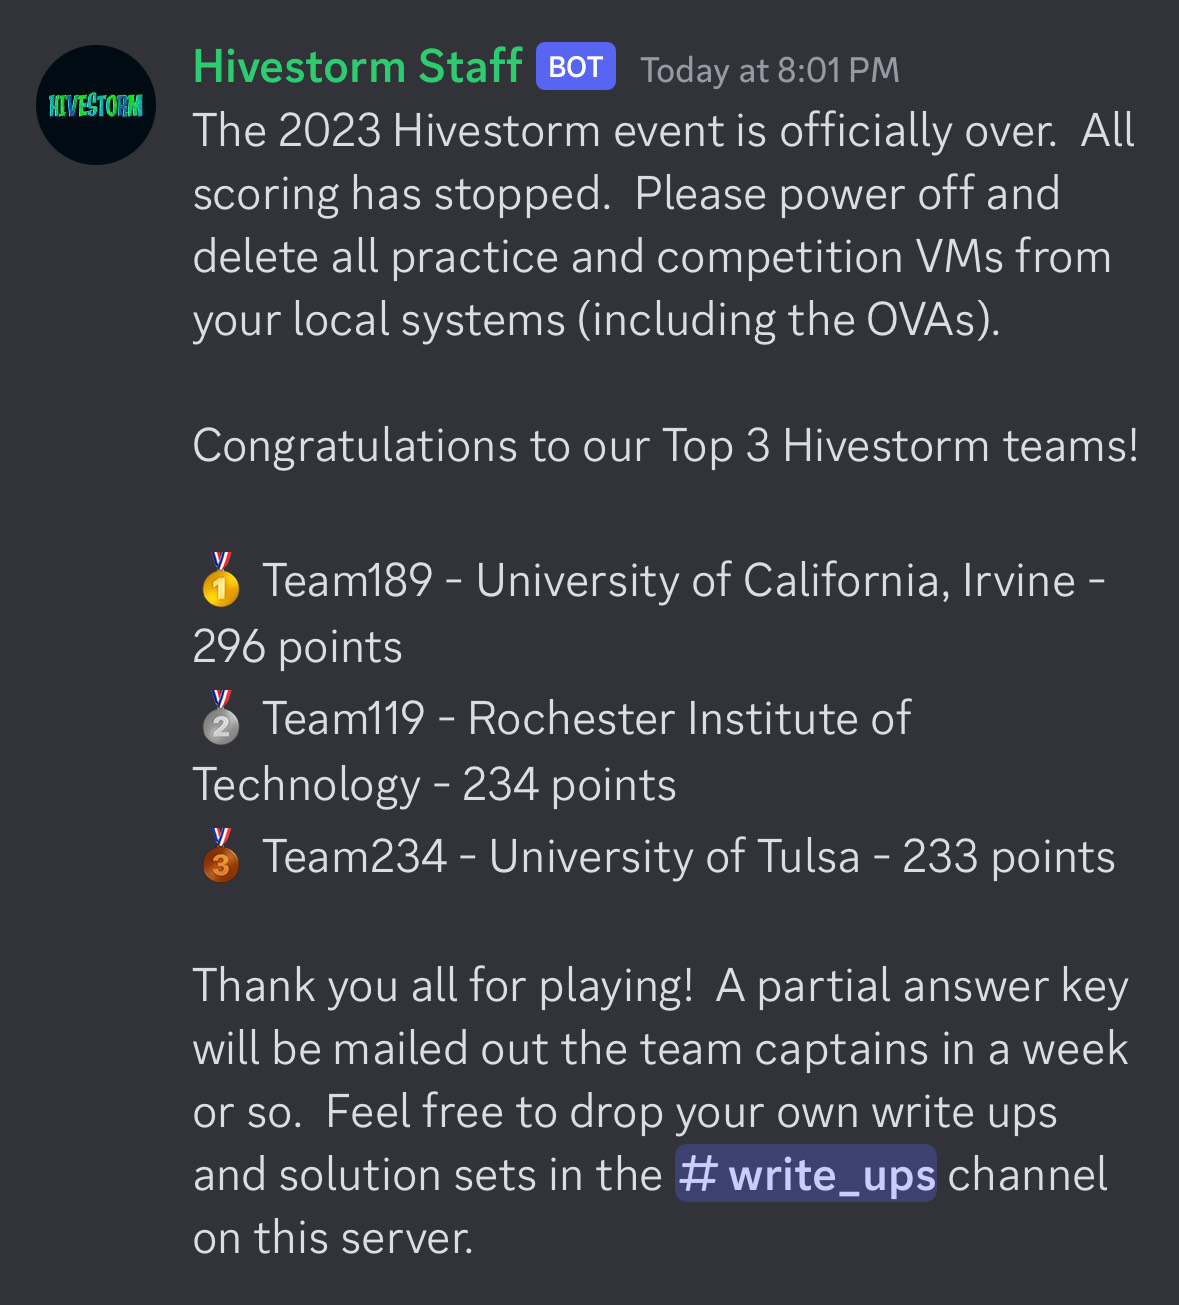 HIVESTORM
Hivestorm Staff BOT Today at 8:01 PM
The 2023 Hivestorm event is officially over.  All
scoring has stopped.  Please power off and
delete all practice and competition VMs from
your local systems (including the OVAs).
Congratulations to our Top 3 Hivestorm teams!
1 Team189 - University of California, Irvine -
296 points
2 Team119 - Rochester Institute of
Technology - 234 points
3 Team234 - University of Tulsa - 233 points
Thank you all for playing!  A partial answer key
will be mailed out the team captains in a week
or so.  Feel free to drop your own write ups
and solution sets in the # write_ups channel
on this server.